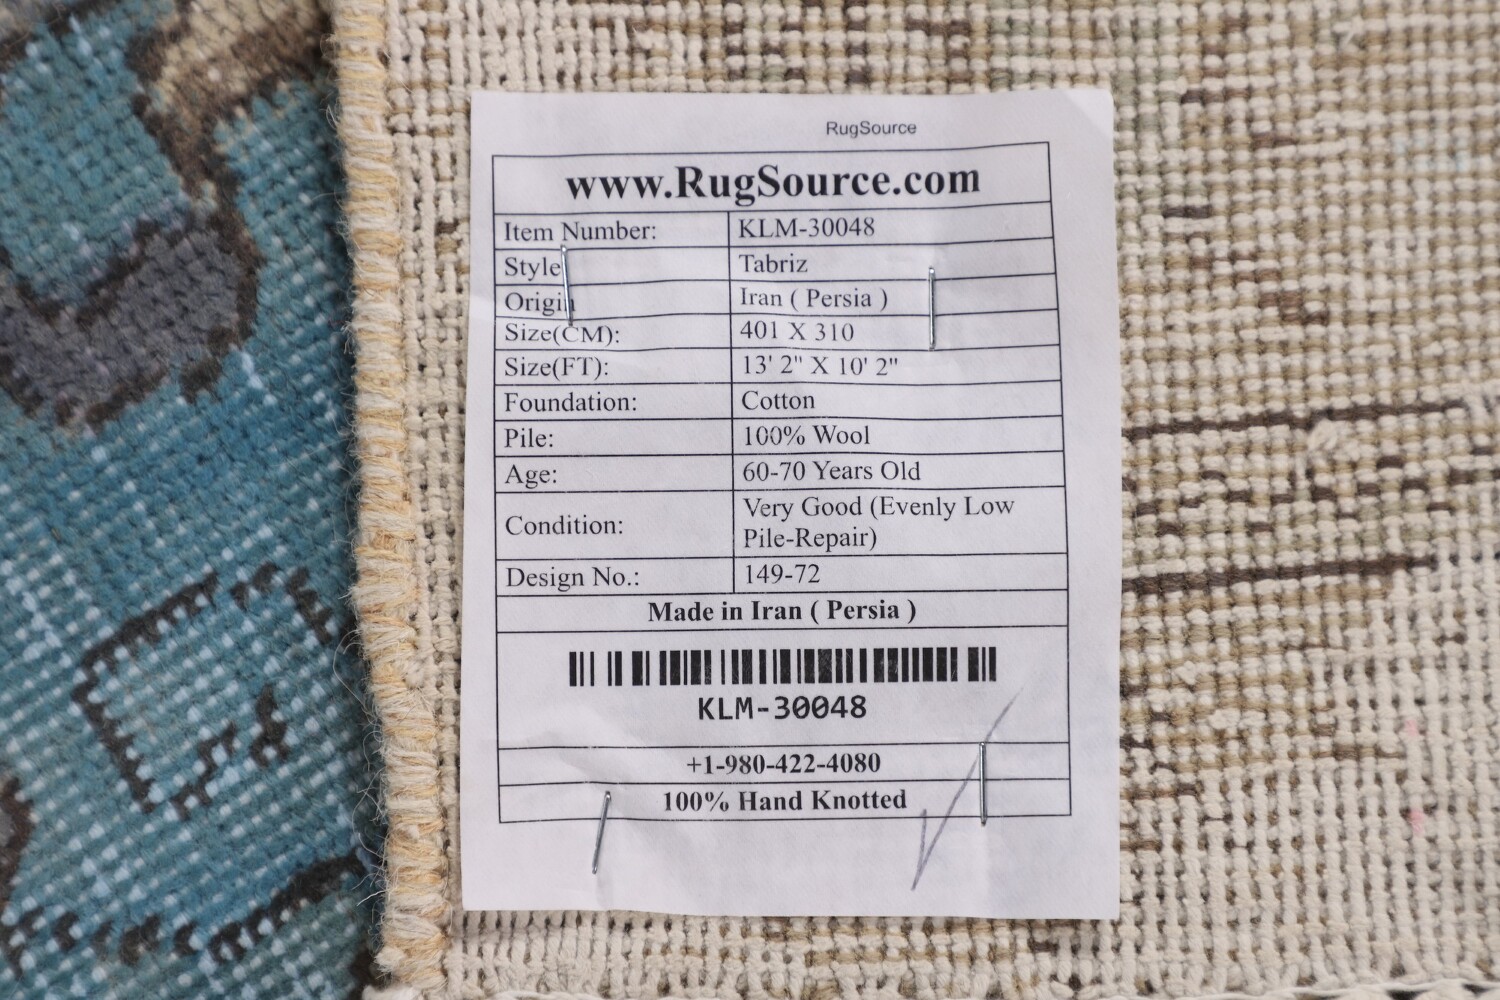 RugSource
www.RugSource.com
Item Number: KLM-30048
Style Tabriz
Origin Iran ( Persia )
Size(CM): 401 X 310
Size(FT): 13' 2" X 10' 2"
Foundation: Cotton
Pile: 100% Wool
Age: 60-70 Years Old
Condition: Very Good (Evenly Low
Pile-Repair)
Design No.: 149-72
Made in Iran ( Persia )
KLM-30048
+1-980-422-4080
100% Hand Knotted